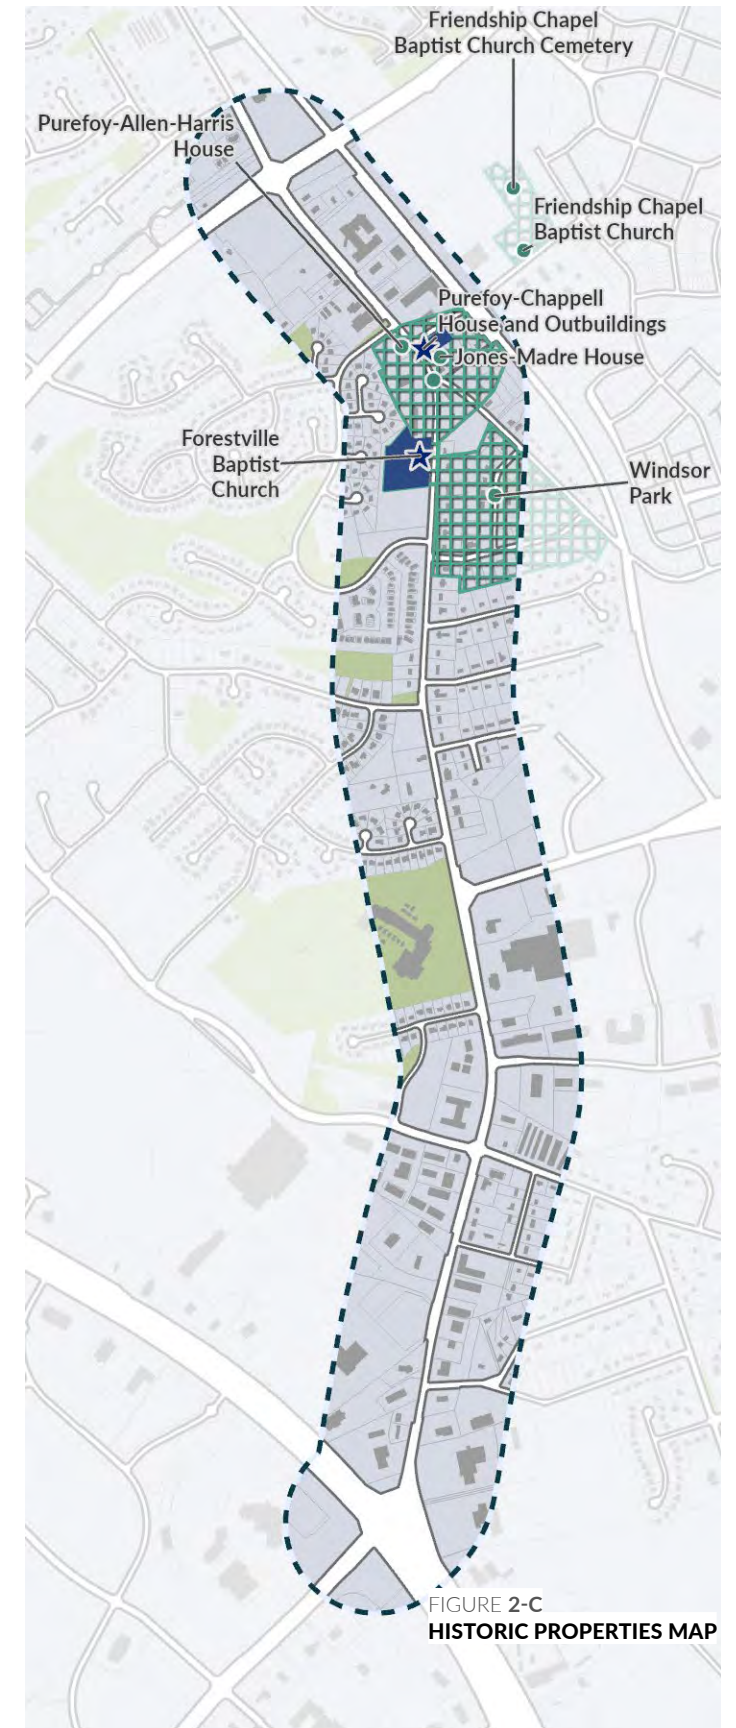 Friendship Chapel
Baptist Church Cemetery
Purefoy-Allen-Harris
House
Friendship Chapel
Baptist Church
Purefoy-Chappell
House and Outbuildings
Jones-Madre House
Forestville
Baptist
Church
Windsor
Park
FIGURE 2-C
HISTORIC PROPERTIES MAP